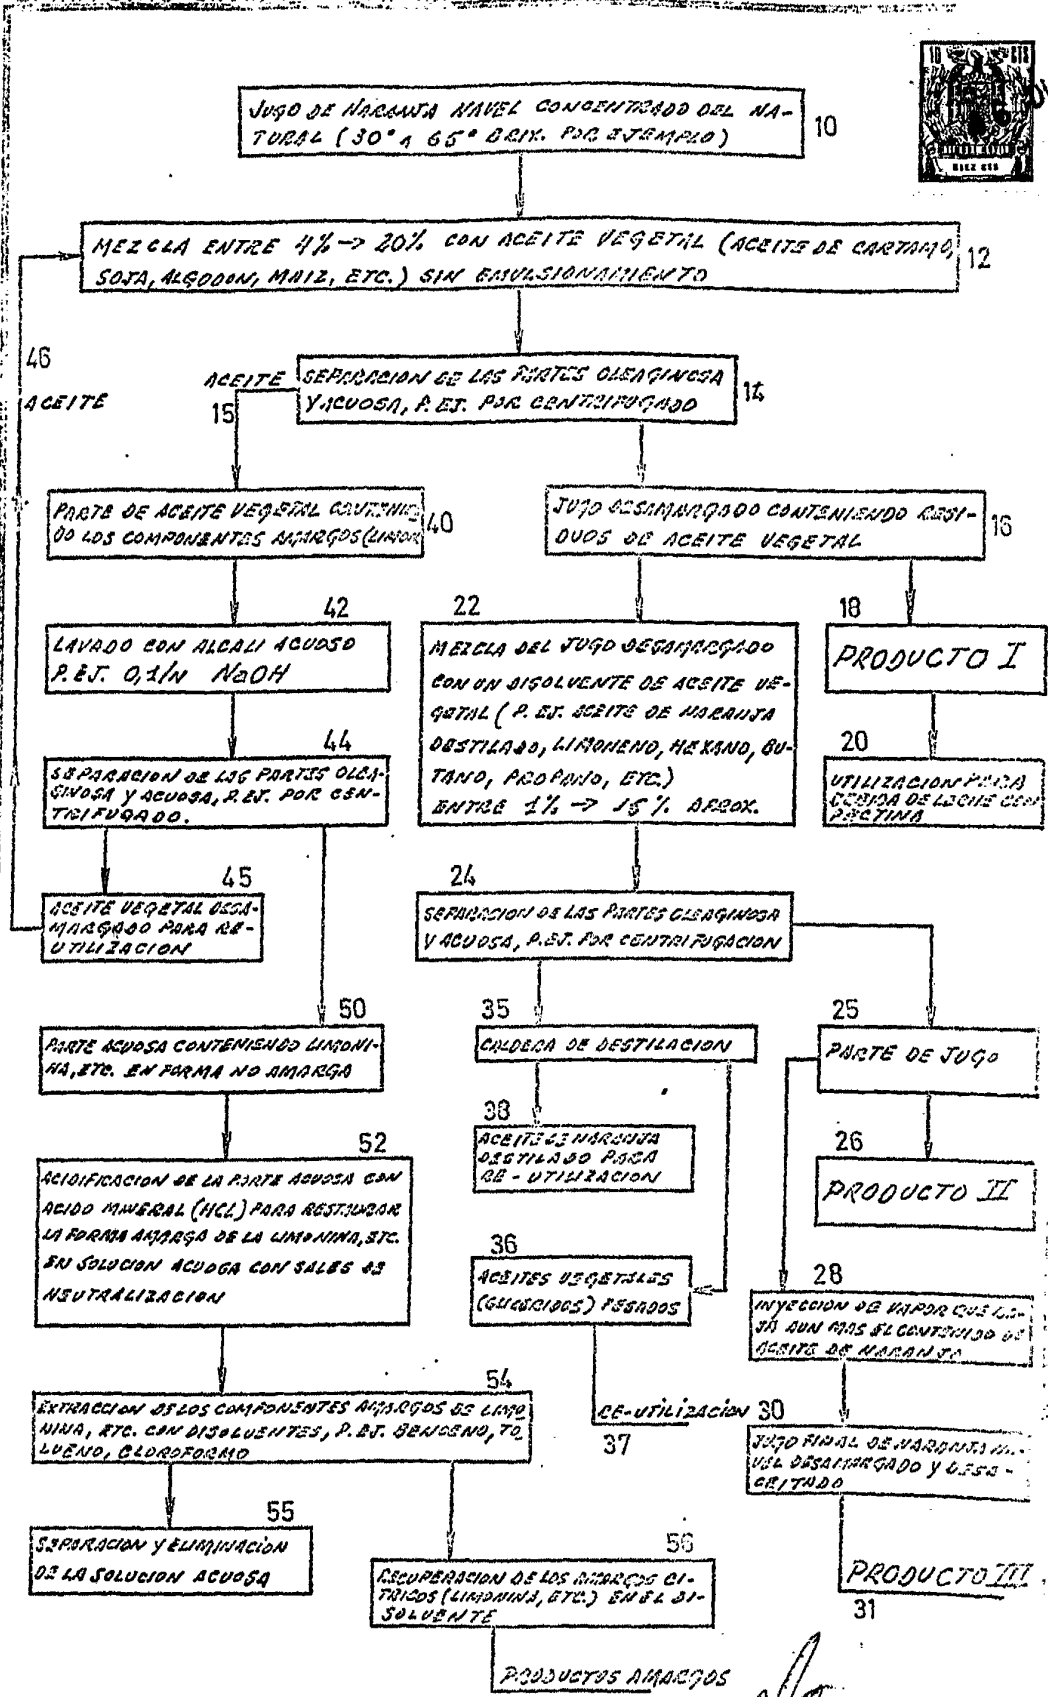 JUGO DE NARANJA NAVEL CONCENTRADO DEL NA-
TURAL (30° A 65° BRIX. POR EJEMPLO)
10
10 CTS
DIEZ CTS
MEZCLA ENTRE 4% -> 20% CON ACEITE VEGETAL (ACEITE DE CARTAMO,
SOJA, ALGODON, MAIZ, ETC.) SIN EMULSIONAMIENTO
12
46
ACEITE
ACEITE
15
SEPARACION DE LAS PARTES OLEAGINOSA
Y ACUOSA, P. EJ. POR CENTRIFUGADO
14
PARTE DE ACEITE VEGETAL CONTENIEN
DO LOS COMPONENTES AMARGOS (LIMON
40
JUGO DESAMARGADO CONTENIENDO RESI-
DUOS DE ACEITE VEGETAL
16
42
LAVADO CON ALCALI ACUOSO
P. EJ. 0,1/N NaOH
22
MEZCLA DEL JUGO DESAMARGADO
CON UN DISOLVENTE DE ACEITE VE-
GETAL (P. EJ. ACEITE DE NARANJA
DESTILADO, LIMONENO, HEXANO, BU-
TANO, PROPANO, ETC.)
ENTRE 1% -> 15% APROX.
18
PRODUCTO I
20
UTILIZACION PARA
BEBIDA DE LECHE CON
PECTINA
44
SEPARACION DE LAS PARTES OLEA-
GINOSA Y ACUOSA, P. EJ. POR CEN-
TRIFUGADO.
45
ACEITE VEGETAL DESA-
MARGADO PARA RE-
UTILIZACION
24
SEPARACION DE LAS PARTES OLEAGINOSA
Y ACUOSA, P. EJ. POR CENTRIFUGACION
50
PARTE ACUOSA CONTENIENDO LIMONI-
NA, ETC. EN FORMA NO AMARGA
35
CALDERA DE DESTILACION
25
PARTE DE JUGO
38
ACEITE DE NARANJA
DESTILADO PARA
RE-UTILIZACION
26
PRODUCTO II
52
ACIDIFICACION DE LA PARTE ACUOSA CON
ACIDO MINERAL (HCL) PARA RESTAURAR
LA FORMA AMARGA DE LA LIMONINA, ETC.
EN SOLUCION ACUOSA CON SALES DE
NEUTRALIZACION
36
ACEITES VEGETALES
(GLICERIDOS) PESADOS
28
INYECCION DE VAPOR QUE BA-
JA AUN MAS EL CONTENIDO DE
ACEITE DE NARANJA
54
EXTRACCION DE LOS COMPONENTES AMARGOS DE LIMO
NINA, ETC. CON DISOLVENTES, P. EJ. BENCENO, TO
LUENO, CLOROFORMO
RE-UTILIZACION
37
30
JUGO FINAL DE NARANJA NA-
VEL DESAMARGADO Y DESA-
CEITADO
55
SEPARACION Y ELIMINACION
DE LA SOLUCION ACUOSA
56
RECUPERACION DE LOS AMARGOS CI-
TRICOS (LIMONINA, ETC.) EN EL DI-
SOLVENTE
PRODUCTO III
31
PRODUCTOS AMARGOS